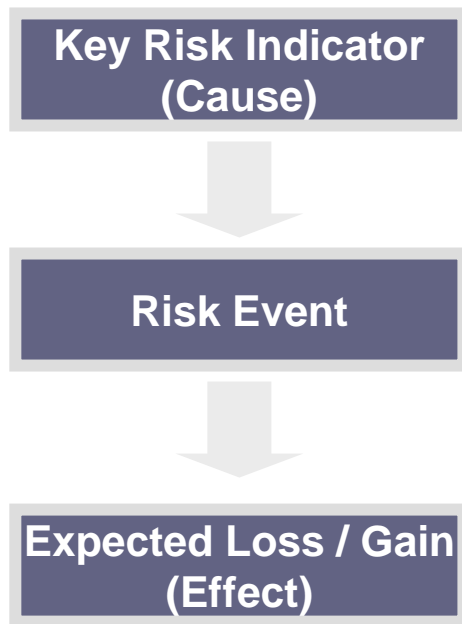 Key Risk Indicator
(Cause)
Risk Event
Expected Loss / Gain
(Effect)